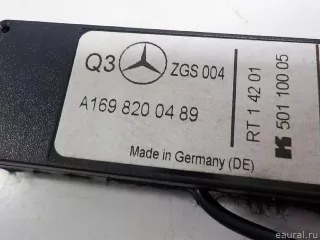 Q3 ZGS 004
A169 820 04 89
Made in Germany (DE)
RT 1 42 01
K 501 100 05
eaural.ru